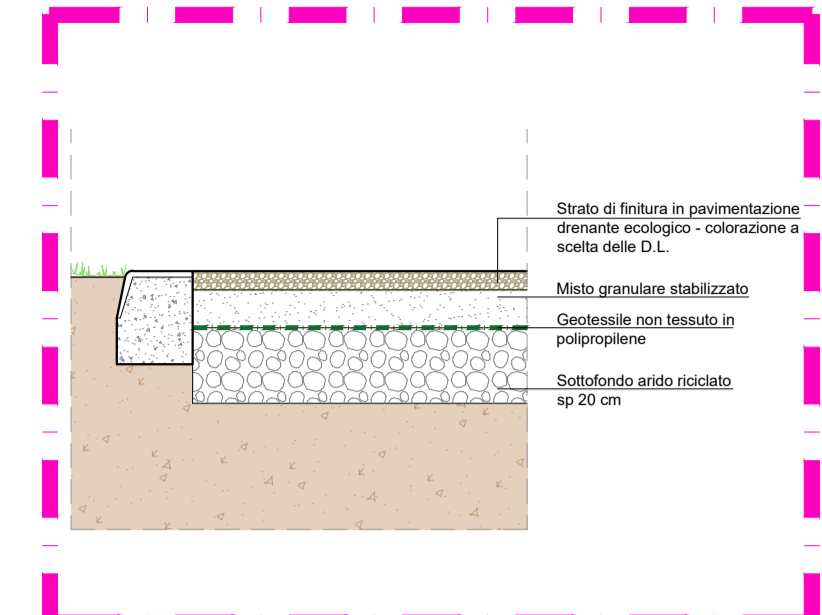 Strato di finitura in pavimentazione
drenante ecologico - colorazione a
scelta delle D.L.
Misto granulare stabilizzato
Geotessile non tessuto in
polipropilene
Sottofondo arido riciclato
sp 20 cm